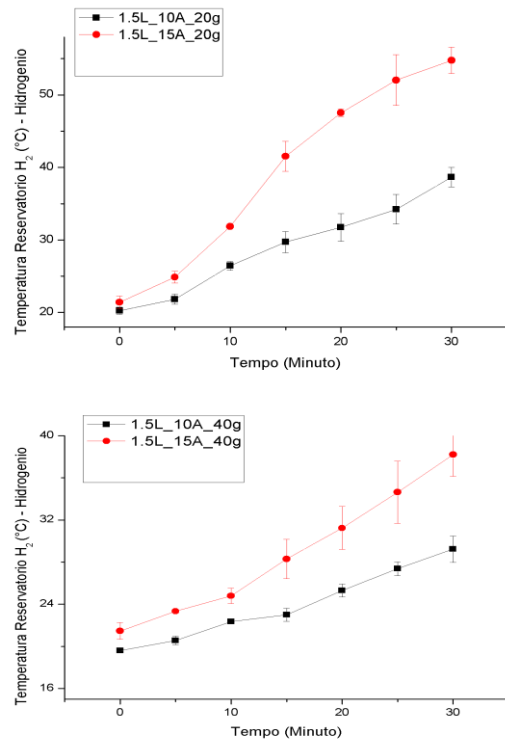 1.5L_10A_20g
1.5L_15A_20g
Temperatura Reservatorio H2 (°C) - Hidrogenio
50
40
30
20
0
10
20
30
Tempo (Minuto)
1.5L_10A_40g
1.5L_15A_40g
Temperatura Reservatorio H2 (°C) - Hidrogenio
40
32
24
16
0
10
20
30
Tempo (Minuto)